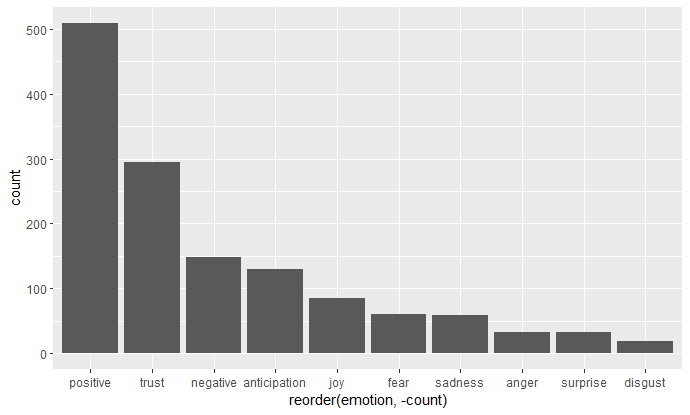 count
500
400
300
200
100
0
positive trust negative anticipation joy fear sadness anger surprise disgust
reorder(emotion, -count)